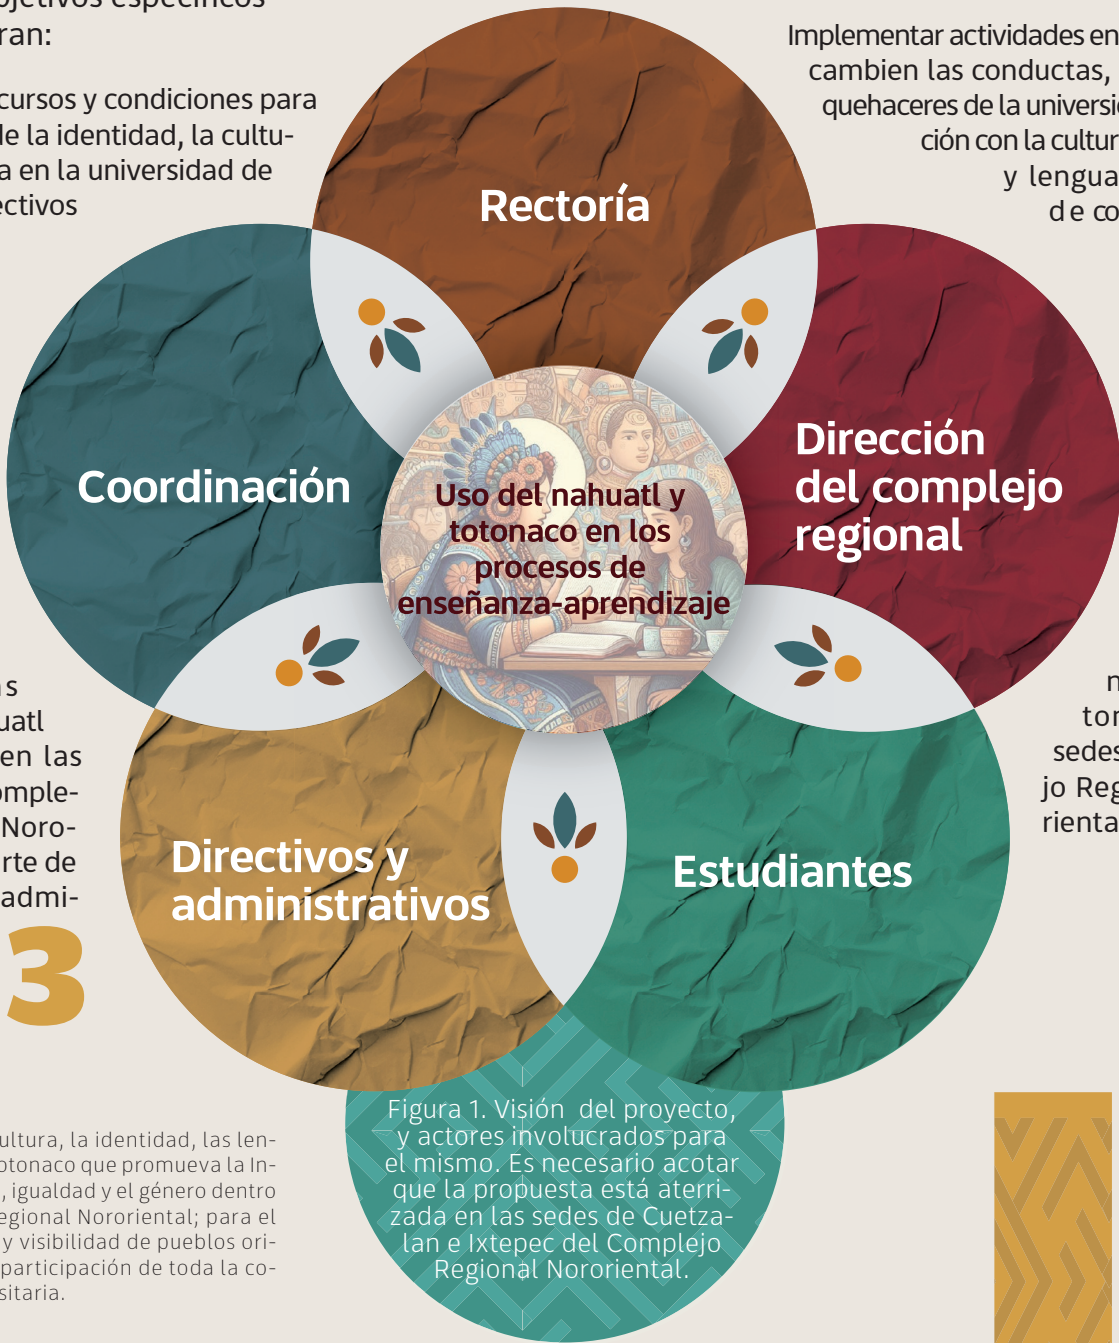 objetivos específicos
ran:
cursos y condiciones para
de la identidad, la cultu-
a en la universidad de
ectivos
Implementar actividades en
cambien las conductas,
quehaceres de la universi
ción con la cultur
y lengua
de co
Rectoría
Coordinación
Dirección
del complejo
regional
Uso del nahuatl y
totonaco en los
procesos de
enseñanza-aprendizaje
as
uatl
en las
omple-
Noro-
rte de
admi-
3
n
ton
sedes
jo Reg
rienta
Directivos y
administrativos
Estudiantes
Figura 1. Visión del proyecto,
y actores involucrados para
el mismo. Es necesario acotar
que la propuesta está aterri-
zada en las sedes de Cuetza-
lan e Ixtepec del Complejo
Regional Nororiental.
ultura, la identidad, las len-
otonaco que promueva la In-
, igualdad y el género dentro
egional Nororiental; para el
y visibilidad de pueblos ori-
participación de toda la co-
sitaria.